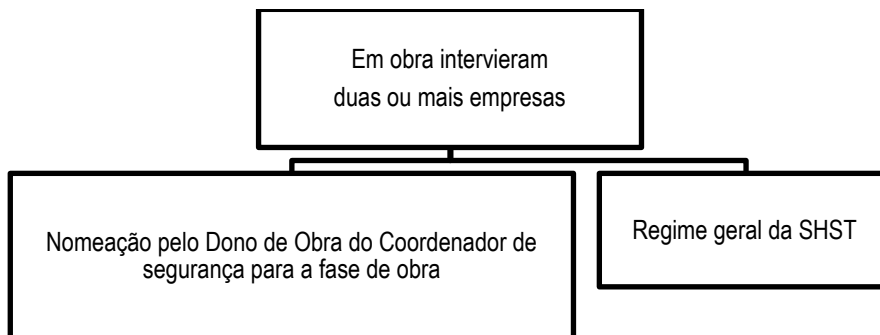 Em obra intervieram
duas ou mais empresas
Nomeação pelo Dono de Obra do Coordenador de
segurança para a fase de obra
Regime geral da SHST